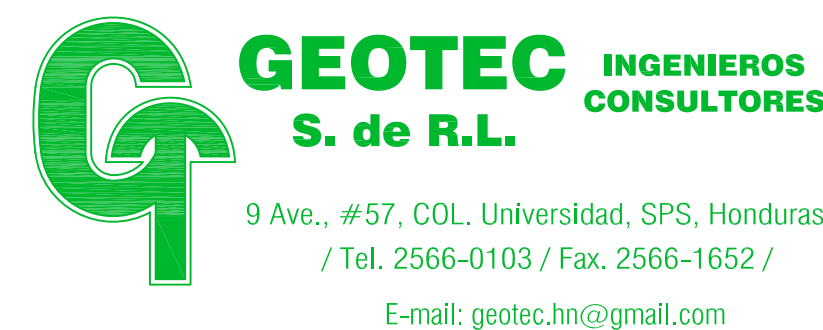 GEOTEC
S. de R.L.
INGENIEROS
CONSULTORES
9 Ave., #57, COL. Universidad, SPS, Honduras
/ Tel. 2566-0103 / Fax. 2566-1652 /
E-mail: geotec.hn@gmail.com